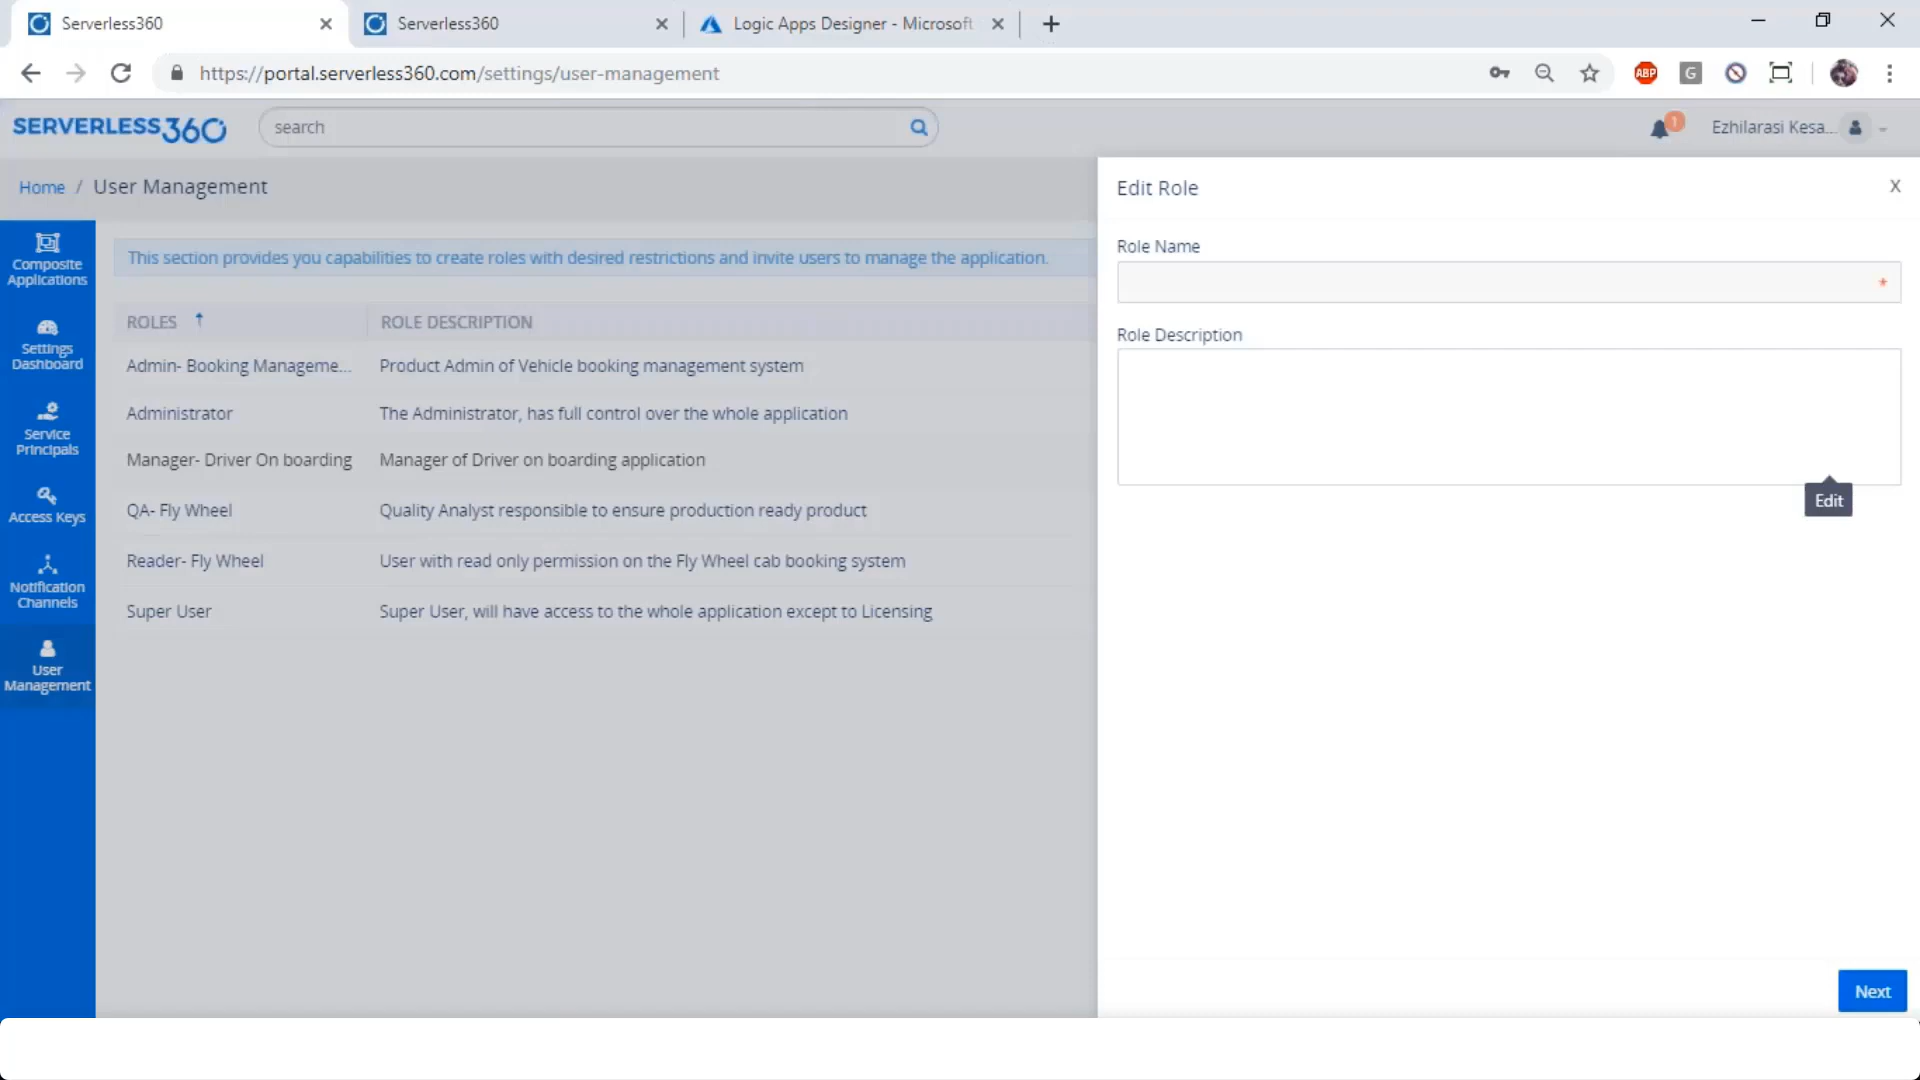 Serverless360
Serverless360
Logic Apps Designer - Microsoft
https://portal.serverless360.com/settings/user-management
ABP
G
SERVERLESS360
search
1
Ezhilarasi Kesa...
Home / User Management
Edit Role
X
Role Name
*
Role Description
Edit
Next
Composite
Applications
Settings
Dashboard
Service
Principals
Access Keys
Notification
Channels
User
Management
This section provides you capabilities to create roles with desired restrictions and invite users to manage the application.
ROLES ROLE DESCRIPTION
Admin- Booking Manageme... Product Admin of Vehicle booking management system
Administrator The Administrator, has full control over the whole application
Manager- Driver On boarding Manager of Driver on boarding application
QA- Fly Wheel Quality Analyst responsible to ensure production ready product
Reader- Fly Wheel User with read only permission on the Fly Wheel cab booking system
Super User Super User, will have access to the whole application except to Licensing